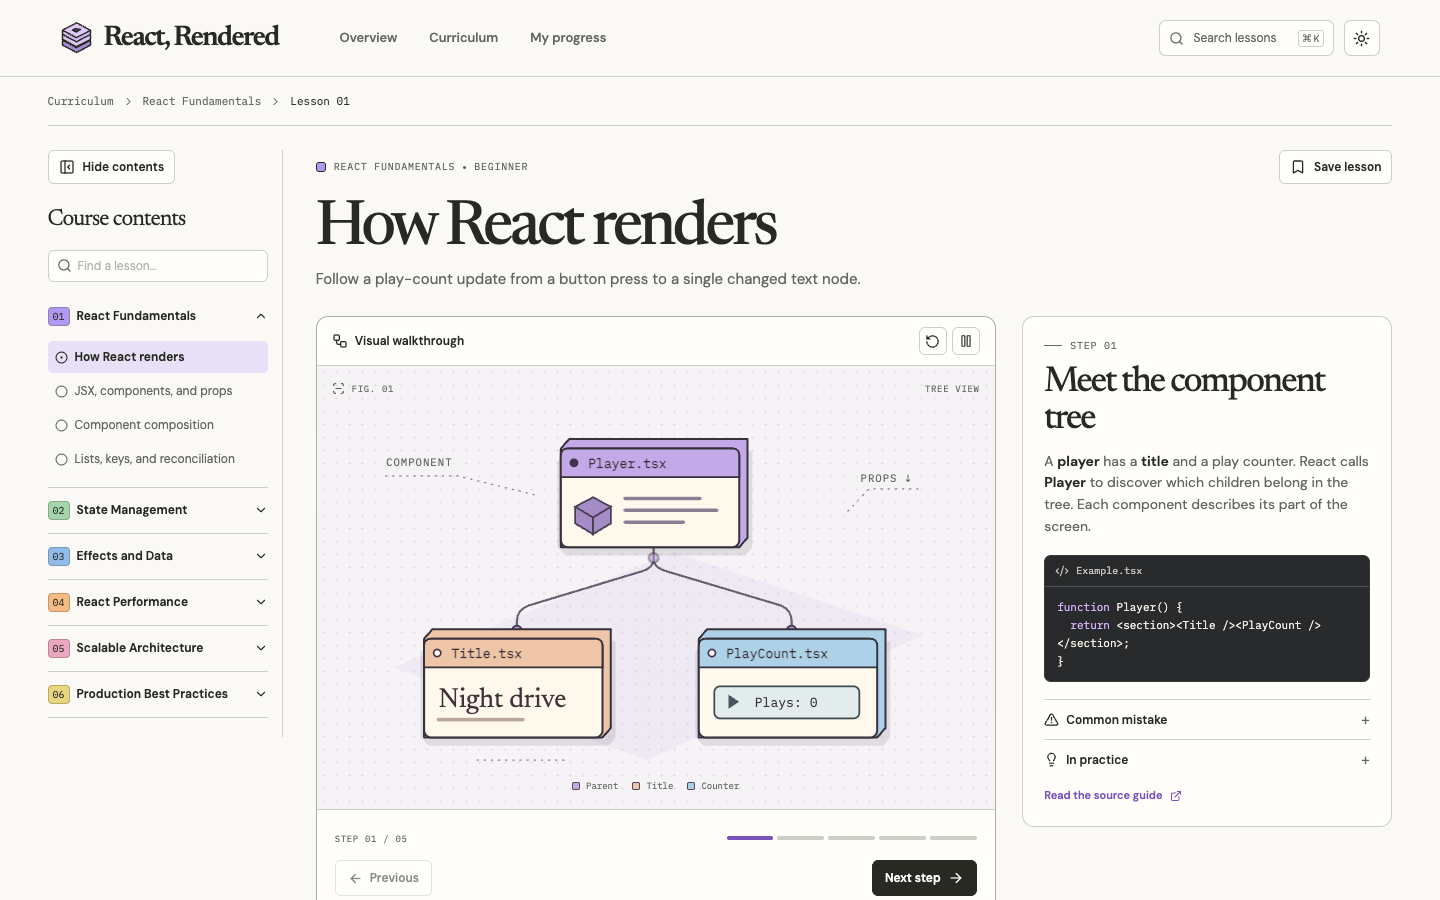 React, Rendered
Overview
Curriculum
My progress
Search lessons
⌘ K
Curriculum
React Fundamentals
Lesson 01
Hide contents
Course contents
Find a lesson...
01 React Fundamentals
How React renders
JSX, components, and props
Component composition
Lists, keys, and reconciliation
02 State Management
03 Effects and Data
04 React Performance
05 Scalable Architecture
06 Production Best Practices
REACT FUNDAMENTALS • BEGINNER
Save lesson
How React renders
Follow a play-count update from a button press to a single changed text node.
Visual walkthrough
FIG. 01
TREE VIEW
COMPONENT
Player.tsx
PROPS ↓
Title.tsx
Night drive
PlayCount.tsx
Plays: 0
Parent
Title
Counter
STEP 01 / 05
Previous
Next step
STEP 01
Meet the component
tree
A player has a title and a play counter. React calls
Player to discover which children belong in the
tree. Each component describes its part of the
screen.
</> Example.tsx
function Player() {
  return <section><Title /><PlayCount />
</section>;
}
Common mistake +
In practice +
Read the source guide